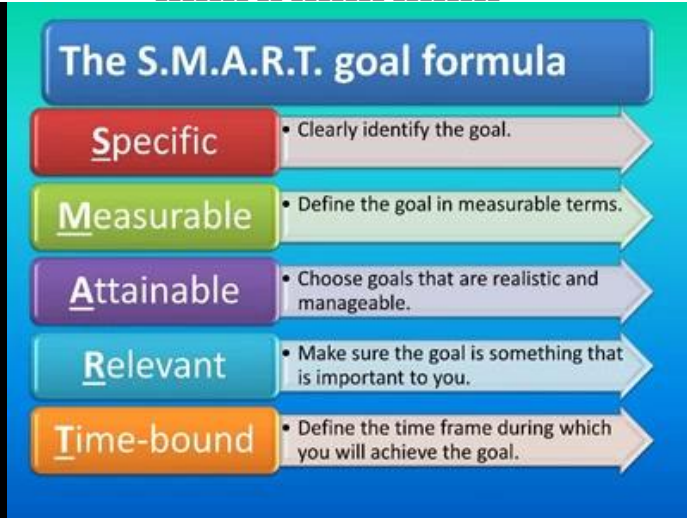 The S.M.A.R.T. goal formula
Specific
• Clearly identify the goal.
Measurable
• Define the goal in measurable terms.
Attainable
• Choose goals that are realistic and
manageable.
Relevant
• Make sure the goal is something that
is important to you.
Time-bound
• Define the time frame during which
you will achieve the goal.